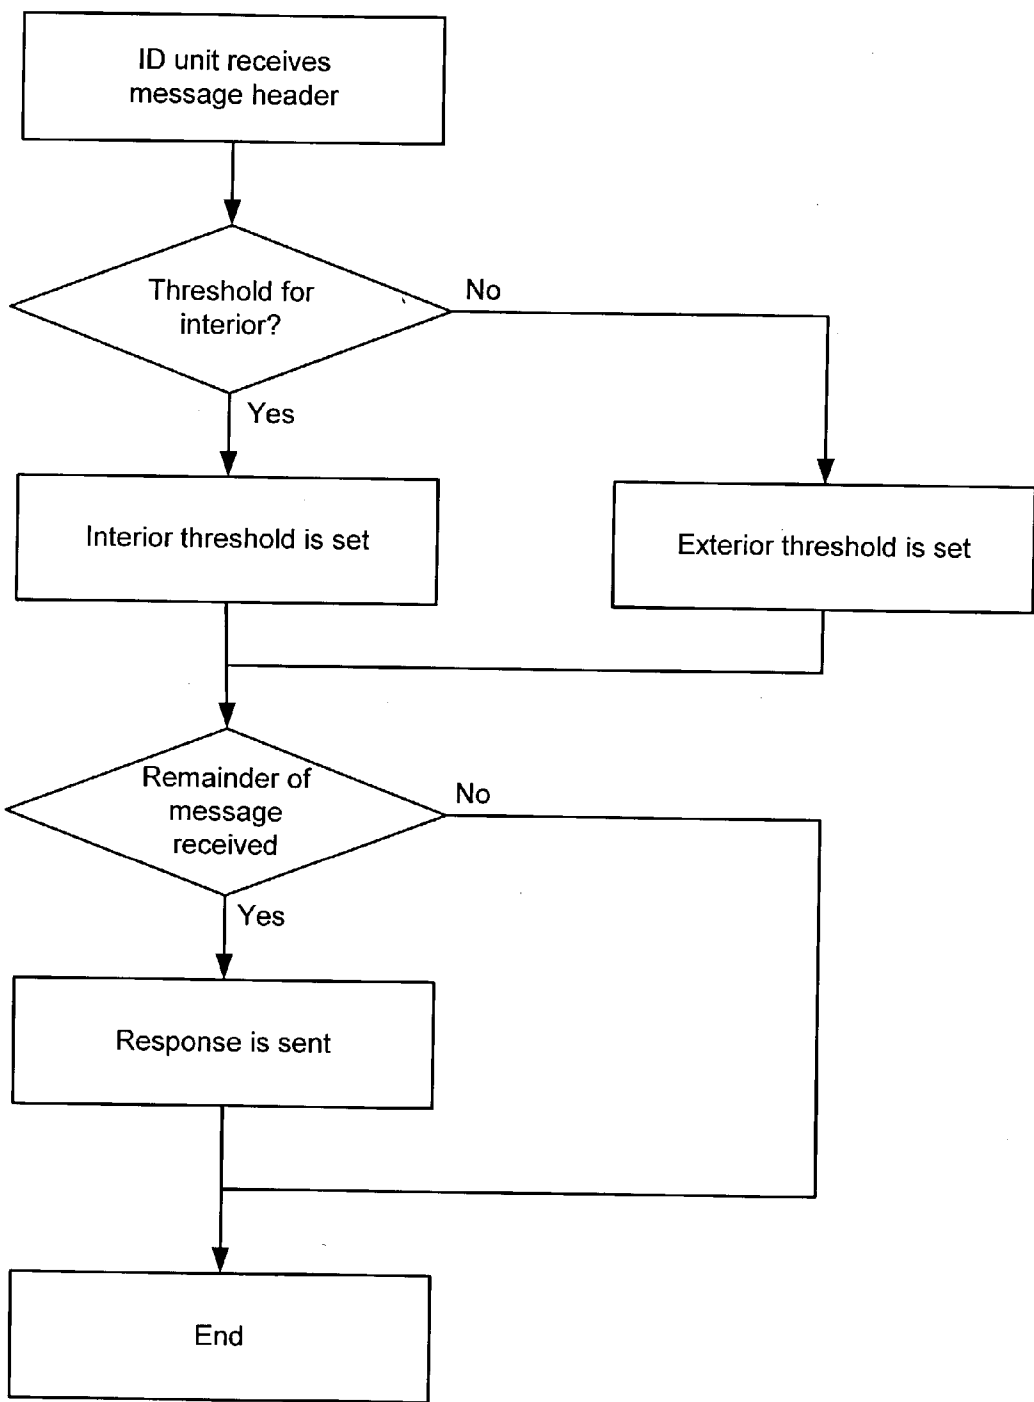 ID unit receives
message header
Threshold for
interior?
No
Yes
Interior threshold is set
Exterior threshold is set
Remainder of
message
received
No
Yes
Response is sent
End